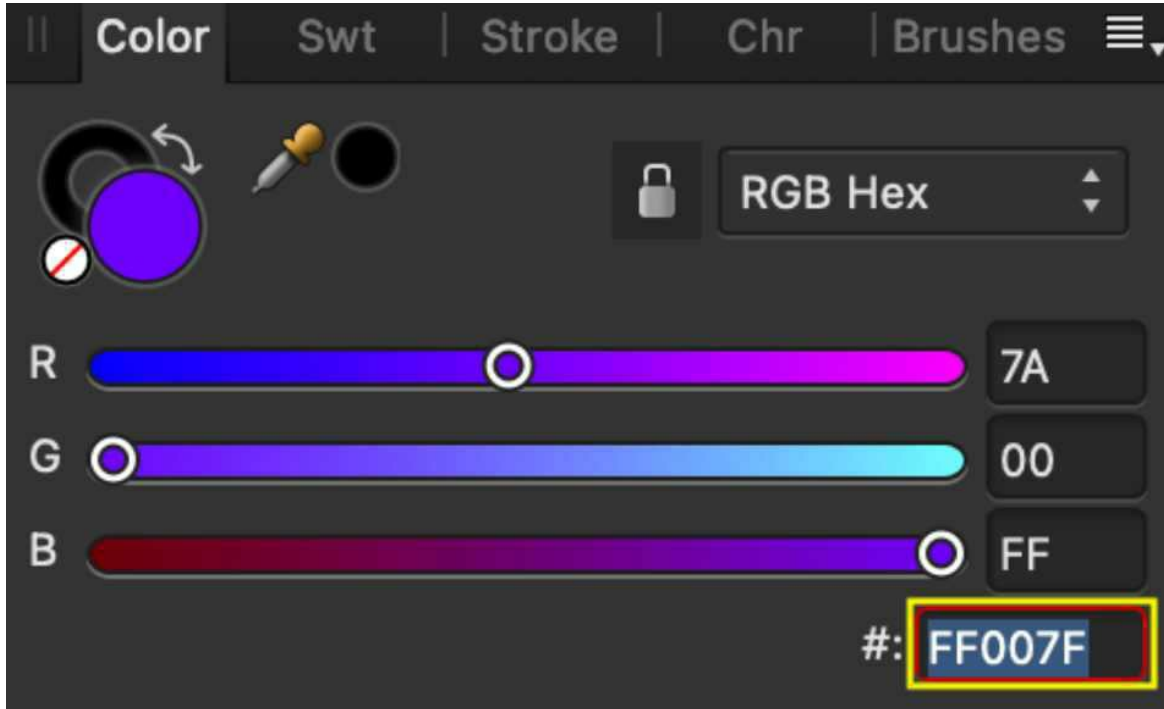 Color Swt Stroke Chr Brushes
RGB Hex
R 7A
G 00
B FF
#: FF007F